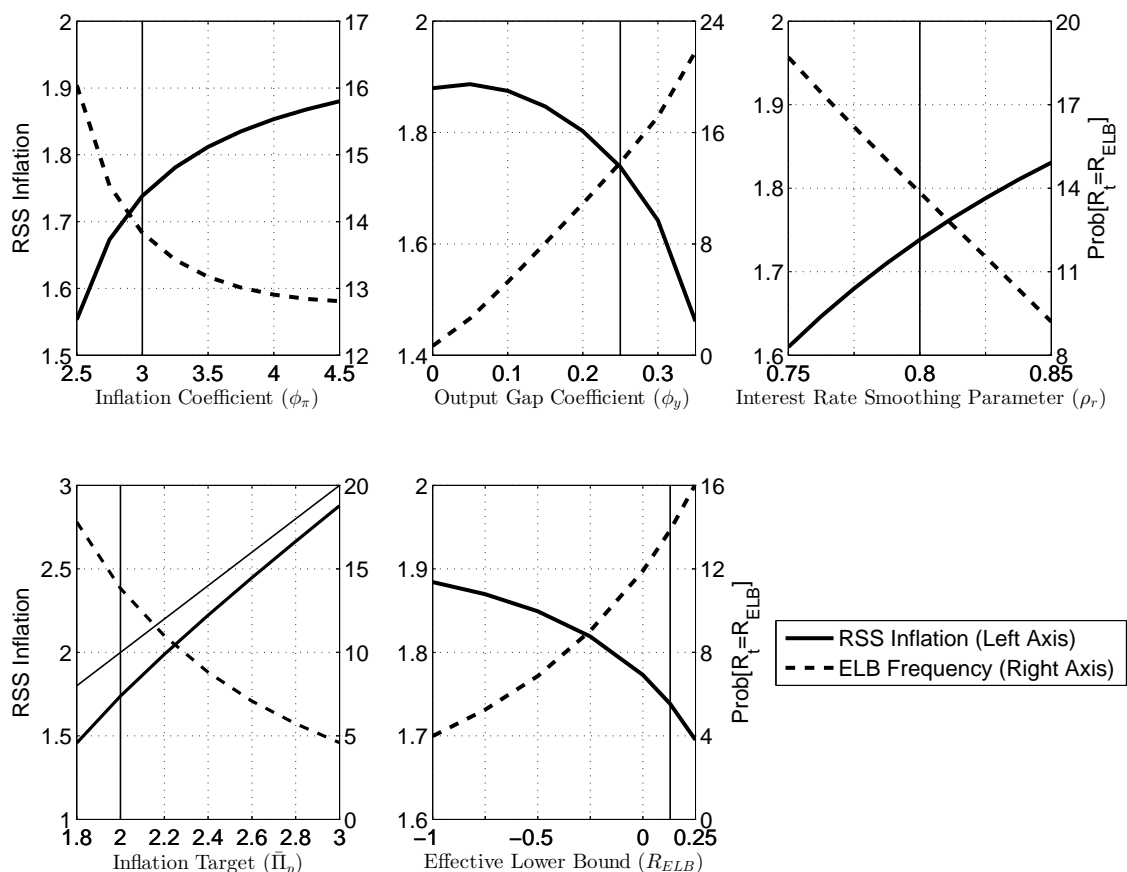 2 17
1.9 16
1.8 15
1.7 14
1.6 13
1.5 12
2.5 3 3.5 4 4.5
RSS Inflation
Inflation Coefficient (ϕπ)
2 24
1.8 16
1.6 8
1.4 0
0 0.1 0.2 0.3
Output Gap Coefficient (ϕy)
2 20
1.9 17
1.8 14
1.7 11
1.6 8
0.75 0.8 0.85
Prob[R_t=R_ELB]
Interest Rate Smoothing Parameter (ρr)
3 20
2.5 15
2 10
1.5 5
1 0
1.8 2 2.2 2.4 2.6 2.8 3
RSS Inflation
Inflation Target (Π̄p)
2 16
1.9 12
1.8 8
1.7 4
1.6 0
−1 −0.5 0 0.25
Prob[R_t=R_ELB]
Effective Lower Bound (R_ELB)
RSS Inflation (Left Axis)
ELB Frequency (Right Axis)